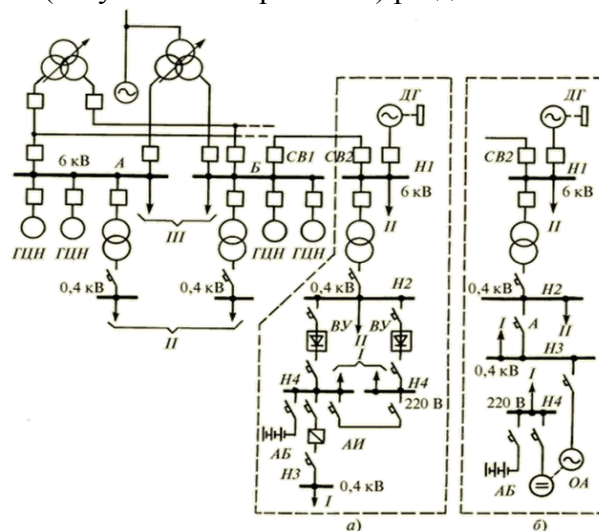 ДГ
ДГ
6 кВ
А
Б
СВ1
СВ2
Н1
СВ2
Н1
6 кВ
6 кВ
II
II
ГЦН
ГЦН
III
ГЦН
ГЦН
0,4 кВ
0,4 кВ
0,4 кВ
Н2
0,4 кВ
Н2
II
ВУ
II
ВУ
I
I
А
II
Н3
0,4 кВ
I
Н4
Н4
220 В
220 В
Н4
АБ
АИ
АБ
ОА
Н3
0,4 кВ
I
а)
б)